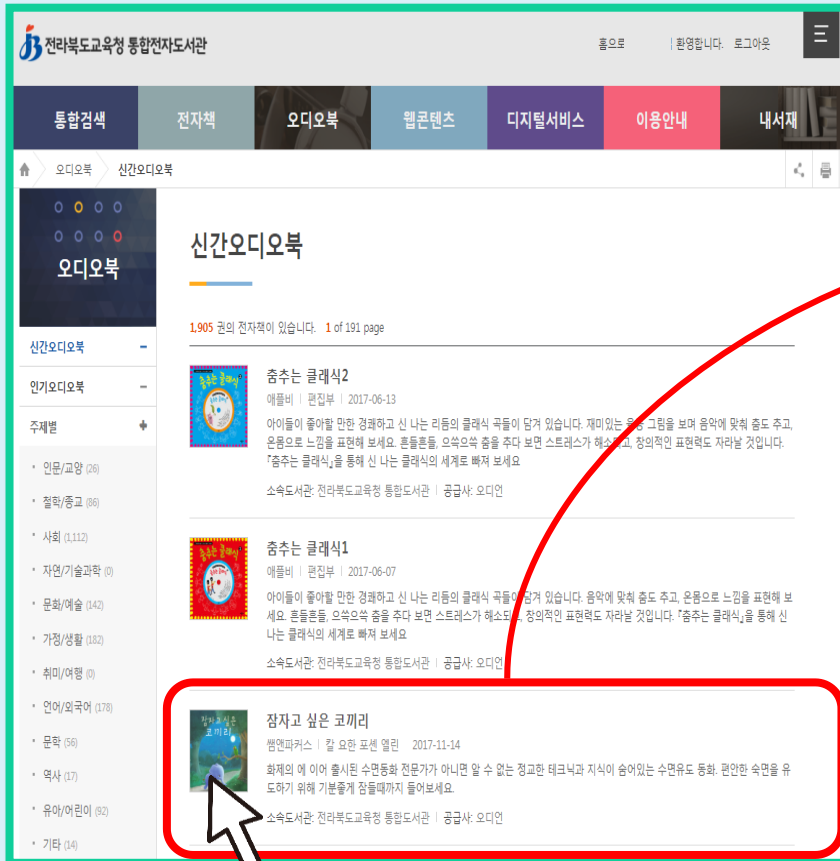 전라북도교육청 통합전자도서관
홈으로 | 환영합니다. 로그아웃
통합검색 전자책 오디오북 웹콘텐츠 디지털서비스 이용안내 내서재
오디오북 신간오디오북
오디오북
신간오디오북
인기오디오북
주제별
인문/교양 (26)
철학/종교 (86)
사회 (1,112)
자연/기술과학 (0)
문화/예술 (142)
가정/생활 (182)
취미/여행 (0)
언어/외국어 (178)
문학 (56)
역사 (17)
유아/어린이 (92)
기타 (14)
신간오디오북
1,905 권의 전자책이 있습니다. 1 of 191 page
춤추는 클래식
춤추는 클래식2
애플비 | 편집부 | 2017-06-13
아이들이 좋아할 만한 경쾌하고 신 나는 리듬의 클래식 곡들이 담겨 있습니다. 재미있는 그림을 보며 음악에 맞춰 춤도 추고,
온몸으로 느낌을 표현해 보세요. 흔들흔들, 으쓱으쓱 춤을 추다 보면 스트레스가 해소되고, 창의적인 표현력도 자라날 것입니다.
『춤추는 클래식』을 통해 신 나는 클래식의 세계로 빠져 보세요
소속도서관: 전라북도교육청 통합도서관 | 공급사: 오디언
춤추는 클래식
춤추는 클래식1
애플비 | 편집부 | 2017-06-07
아이들이 좋아할 만한 경쾌하고 신 나는 리듬의 클래식 곡들이 담겨 있습니다. 음악에 맞춰 춤도 추고, 온몸으로 느낌을 표현해 보
세요. 흔들흔들, 으쓱으쓱 춤을 추다 보면 스트레스가 해소되고, 창의적인 표현력도 자라날 것입니다. 『춤추는 클래식』을 통해 신
나는 클래식의 세계로 빠져 보세요
소속도서관: 전라북도교육청 통합도서관 | 공급사: 오디언
잠자고 싶은
코끼리
잠자고 싶은 코끼리
쌤앤파커스 | 칼 요한 포센 엘린 2017-11-14
화제의 에 이어 출시된 수면동화 전문가가 아니면 알 수 없는 정교한 테크닉과 지식이 숨어있는 수면유도 동화. 편안한 숙면을 유
도하기 위해 기분좋게 잠들때까지 들어보세요.
소속도서관: 전라북도교육청 통합도서관 | 공급사: 오디언